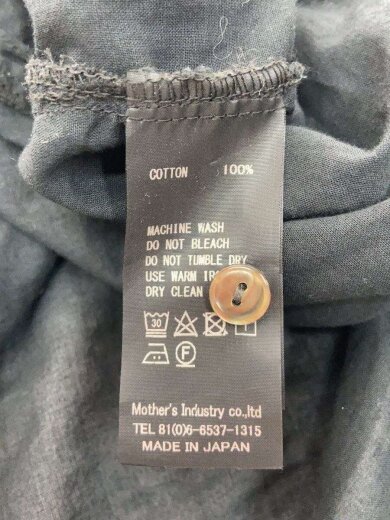 COTTON 100%
MACHINE WASH
DO NOT BLEACH
DO NOT TUMBLE DRY
USE WARM
DRY CLEAN
30
F
Mother's Industry co.,ltd
TEL 81(0)6-6537-1315
MADE IN JAPAN